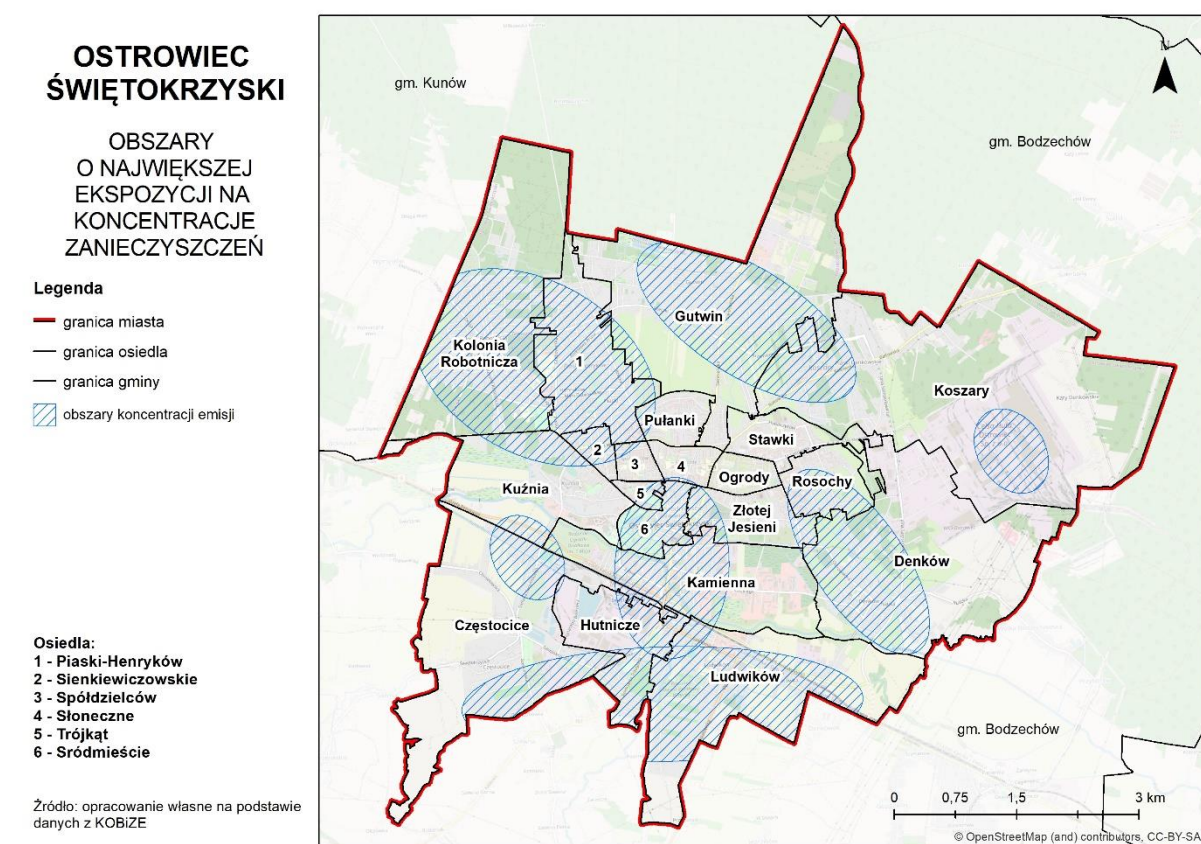 OSTROWIEC
ŚWIĘTOKRZYSKI
OBSZARY
O NAJWIĘKSZEJ
EKSPOZYCJI NA
KONCENTRACJE
ZANIECZYSZCZEŃ
Legenda
granica miasta
granica osiedla
granica gminy
obszary koncentracji emisji
Osiedla:
1 - Piaski-Henryków
2 - Sienkiewiczowskie
3 - Spółdzielców
4 - Słoneczne
5 - Trójkąt
6 - Sródmieście
Źródło: opracowanie własne na podstawie
danych z KOBiZE
gm. Kunów
N
gm. Bodzechów
Gutwin
Kolonia
Robotnicza
1
Koszary
Pułanki
Stawki
2
3
4
Ogrody
Rosochy
Kuźnia
5
6
Złotej
Jesieni
Denków
Kamienna
Częstocice
Hutnicze
Ludwików
gm. Bodzechów
0 0,75 1,5 3 km
© OpenStreetMap (and) contributors, CC-BY-SA